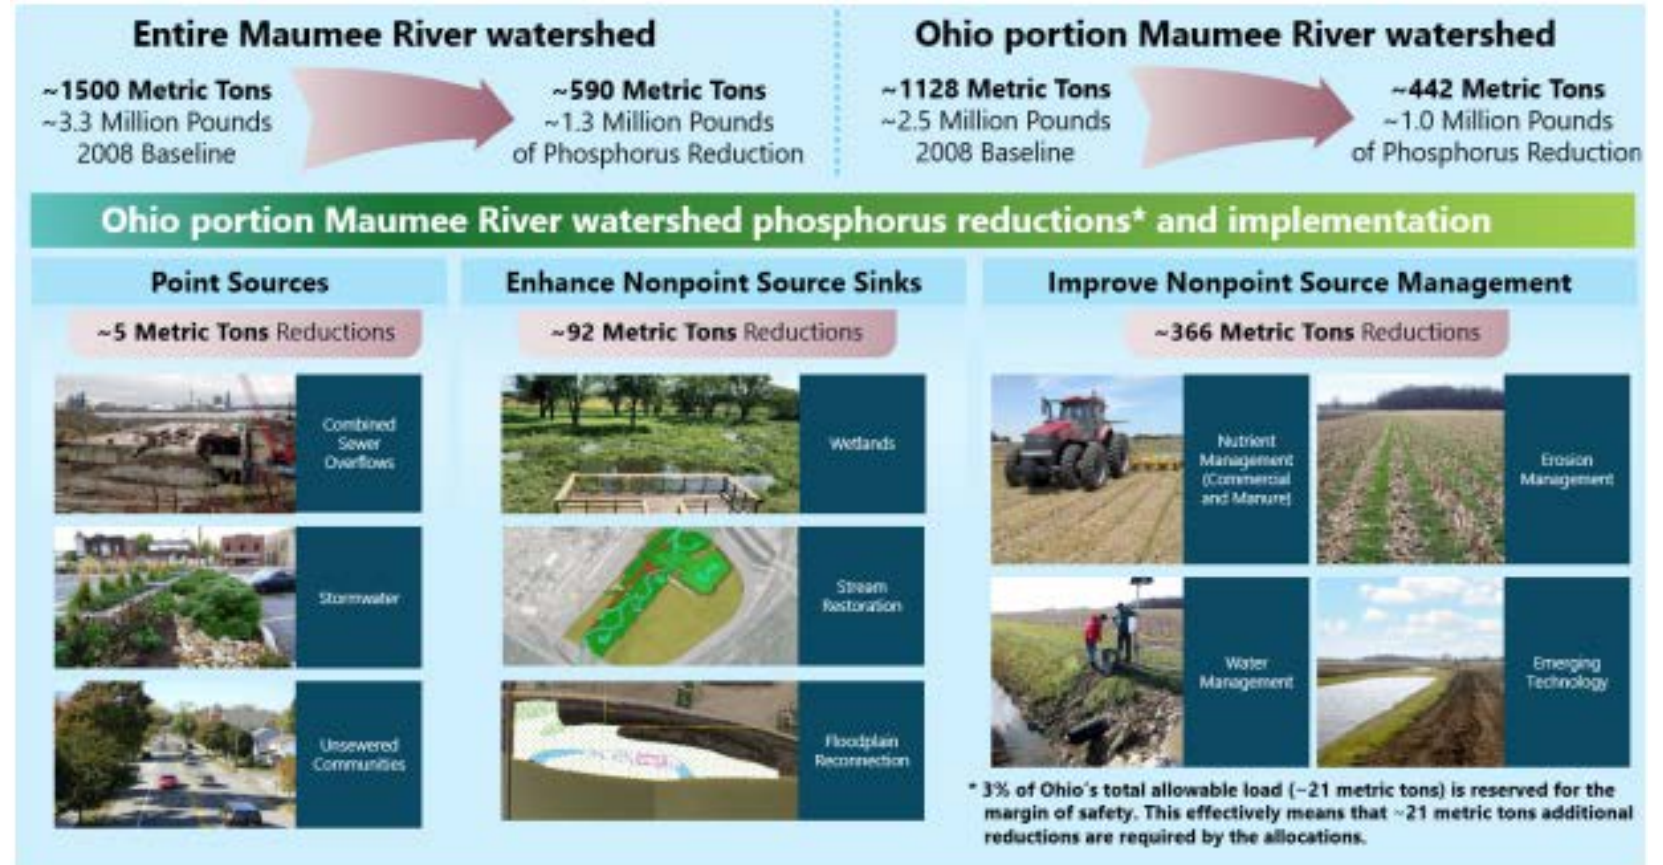 Entire Maumee River watershed
~1500 Metric Tons
~3.3 Million Pounds
2008 Baseline
~590 Metric Tons
~1.3 Million Pounds
of Phosphorus Reduction
Ohio portion Maumee River watershed
~1128 Metric Tons
~2.5 Million Pounds
2008 Baseline
~442 Metric Tons
~1.0 Million Pounds
of Phosphorus Reduction
Ohio portion Maumee River watershed phosphorus reductions* and implementation
Point Sources
~5 Metric Tons Reductions
Combined
Sewer
Overflows
Stormwater
Unsewered
Communities
Enhance Nonpoint Source Sinks
~92 Metric Tons Reductions
Wetlands
Stream
Restoration
Floodplain
Reconnection
Improve Nonpoint Source Management
~366 Metric Tons Reductions
Nutrient
Management
(Commercial
and Manure)
Erosion
Management
Water
Management
Emerging
Technology
* 3% of Ohio's total allowable load (~21 metric tons) is reserved for the
margin of safety. This effectively means that ~21 metric tons additional
reductions are required by the allocations.